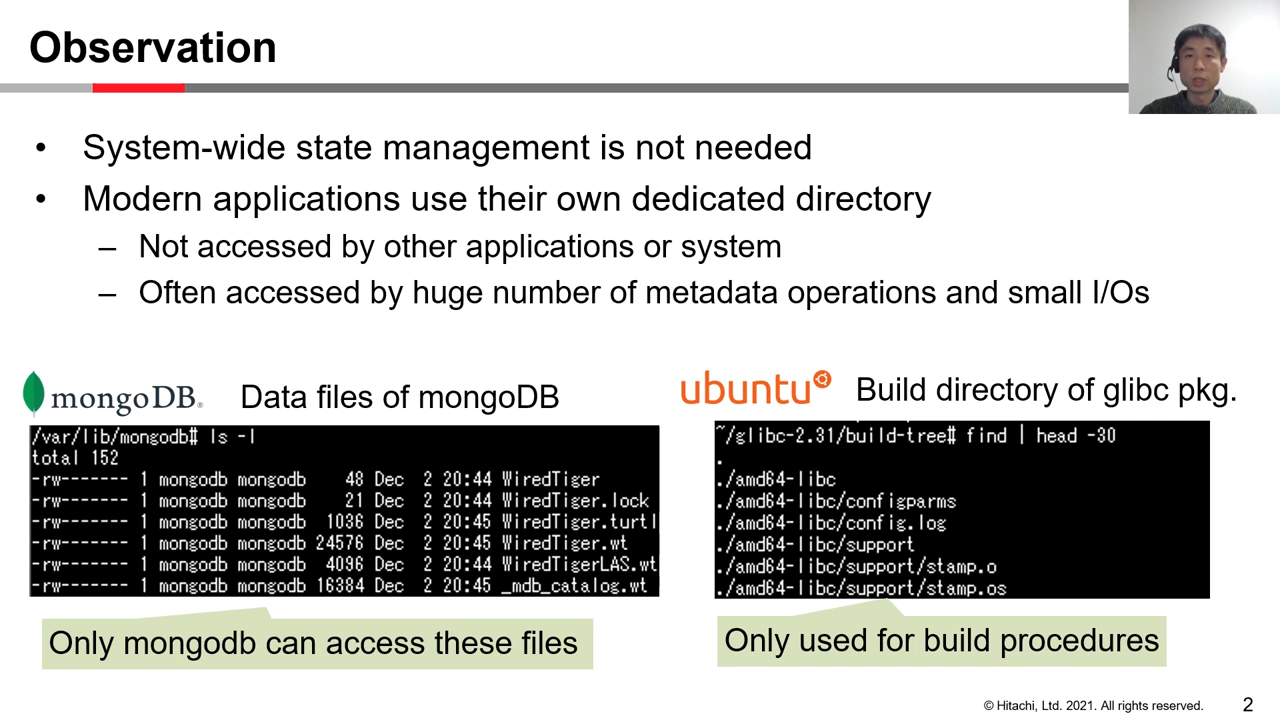 Observation
• System-wide state management is not needed
• Modern applications use their own dedicated directory
– Not accessed by other applications or system
– Often accessed by huge number of metadata operations and small I/Os
mongoDB® Data files of mongoDB
/var/lib/mongodb# ls -l
total 152
-rw------- 1 mongodb mongodb 48 Dec 2 20:44 WiredTiger
-rw------- 1 mongodb mongodb 21 Dec 2 20:44 WiredTiger.lock
-rw------- 1 mongodb mongodb 1036 Dec 2 20:45 WiredTiger.turtl
-rw------- 1 mongodb mongodb 24576 Dec 2 20:45 WiredTiger.wt
-rw------- 1 mongodb mongodb 4096 Dec 2 20:44 WiredTigerLAS.wt
-rw------- 1 mongodb mongodb 16384 Dec 2 20:45 _mdb_catalog.wt
Only mongodb can access these files
ubuntu Build directory of glibc pkg.
~/glibc-2.31/build-tree# find | head -30
.
./amd64-libc
./amd64-libc/configparms
./amd64-libc/config.log
./amd64-libc/support
./amd64-libc/support/stamp.o
./amd64-libc/support/stamp.os
Only used for build procedures
© Hitachi, Ltd. 2021. All rights reserved. 2